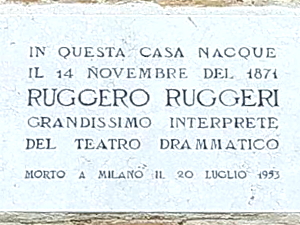 IN QUESTA CASA NACQUE
IL 14 NOVEMBRE DEL 1871
RUGGERO RUGGERI
GRANDISSIMO INTERPRETE
DEL TEATRO DRAMMATICO
MORTO A MILANO IL 20 LUGLIO 1953